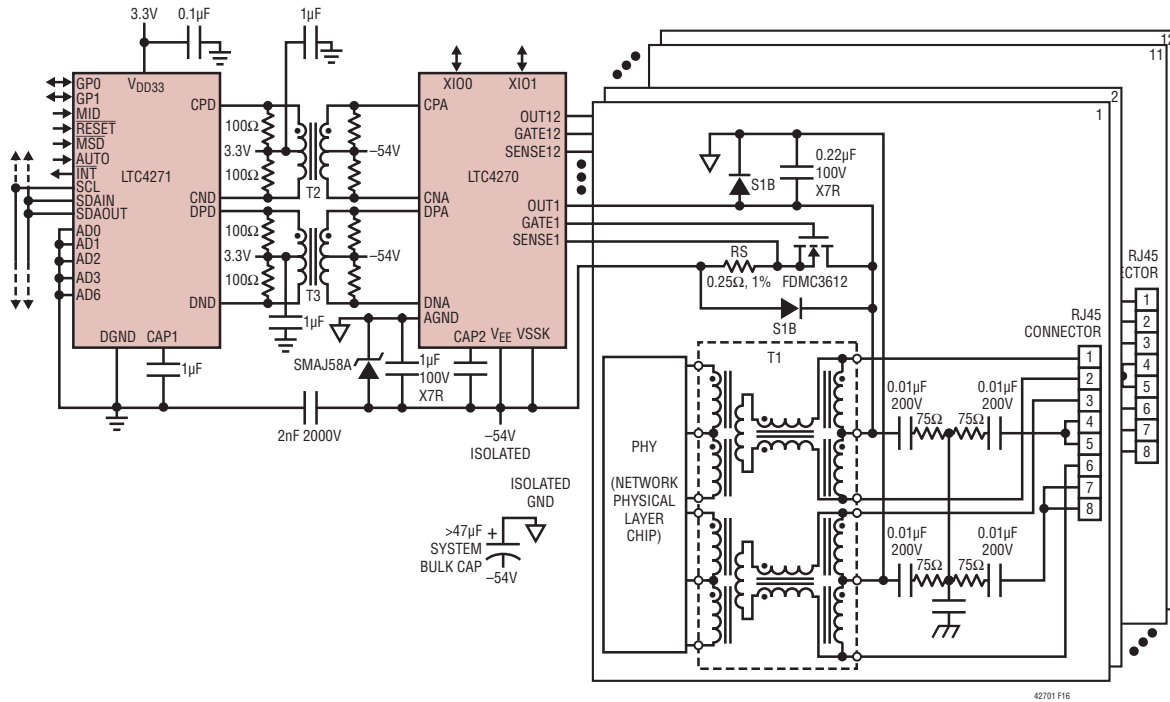 3.3V
0.1µF
1µF
GP0
GP1
MID
RESET
MSD
AUTO
INT
SCL
SDAIN
SDAOUT
AD0
AD1
AD2
AD3
AD6
VDD33
LTC4271
CPD
CND
DPD
DND
DGND
CAP1
1µF
100Ω
3.3V
100Ω
100Ω
3.3V
100Ω
1µF
T2
T3
–54V
–54V
XIO0
XIO1
CPA
LTC4270
CNA
DPA
DNA
AGND
CAP2
VEE
VSSK
OUT12
GATE12
SENSE12
OUT1
GATE1
SENSE1
SMAJ58A
1µF
100V
X7R
2nF 2000V
–54V
ISOLATED
ISOLATED
GND
>47µF
SYSTEM
BULK CAP
+
–54V
12
11
2
1
S1B
0.22µF
100V
X7R
RS
0.25Ω, 1%
FDMC3612
S1B
T1
PHY
(NETWORK
PHYSICAL
LAYER
CHIP)
0.01µF
200V
75Ω
75Ω
0.01µF
200V
0.01µF
200V
75Ω
75Ω
0.01µF
200V
RJ45
CONNECTOR
1
2
3
4
5
6
7
8
RJ45
CTOR
1
2
3
4
5
6
7
8
42701 F16